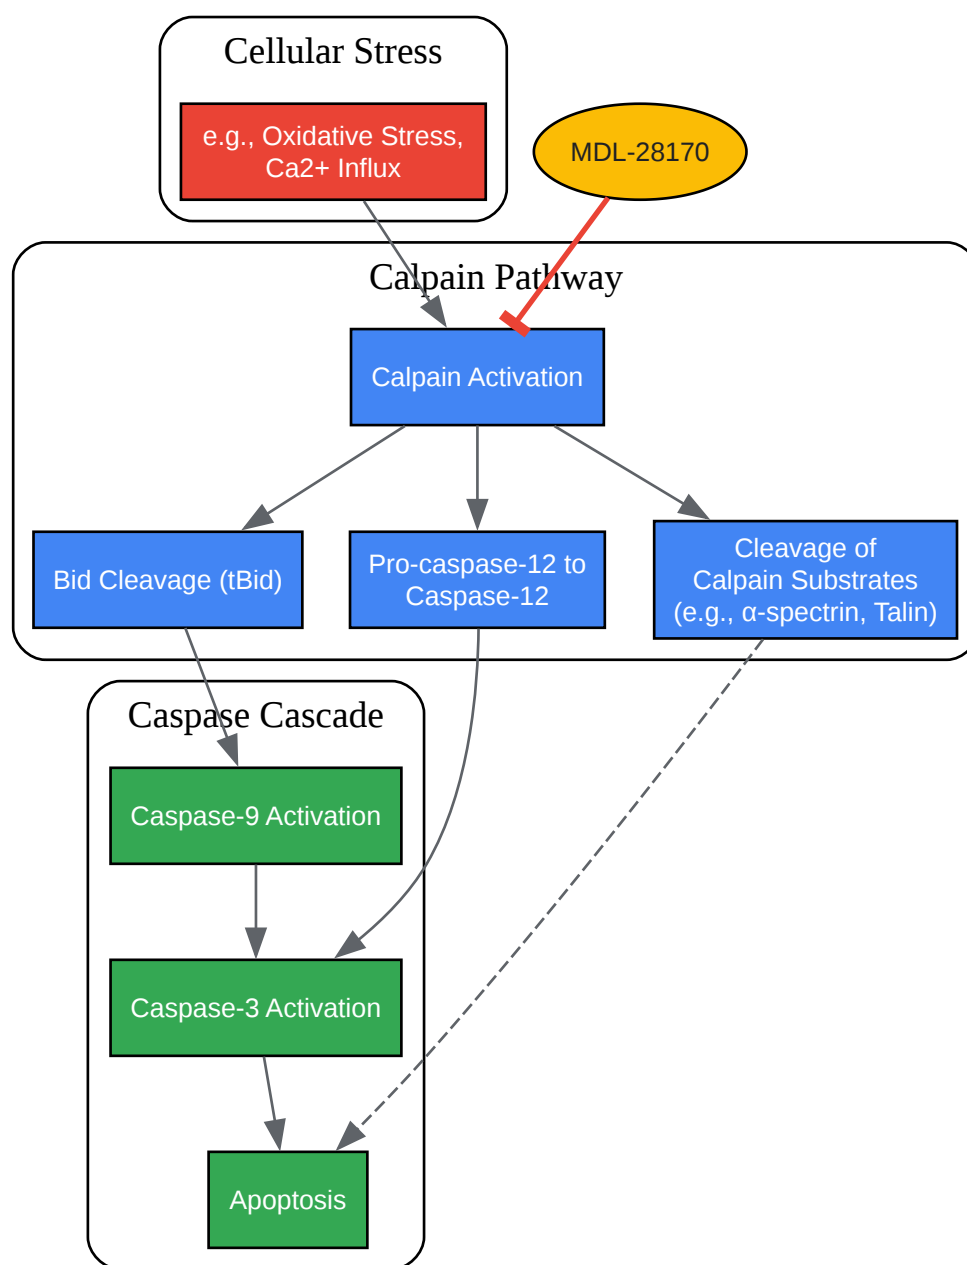 Cellular Stress
e.g., Oxidative Stress,
Ca2+ Influx
MDL-28170
Calpain Pathway
Calpain Activation
Bid Cleavage (tBid)
Pro-caspase-12 to
Caspase-12
Cleavage of
Calpain Substrates
(e.g., α-spectrin, Talin)
Caspase Cascade
Caspase-9 Activation
Caspase-3 Activation
Apoptosis